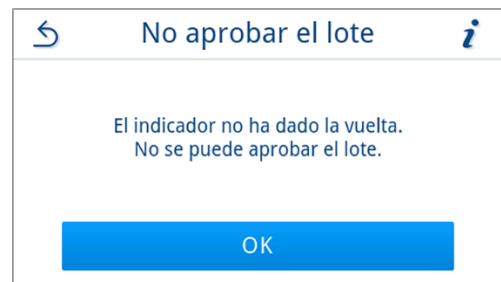 No aprobar el lote
El indicador no ha dado la vuelta.
No se puede aprobar el lote.
OK